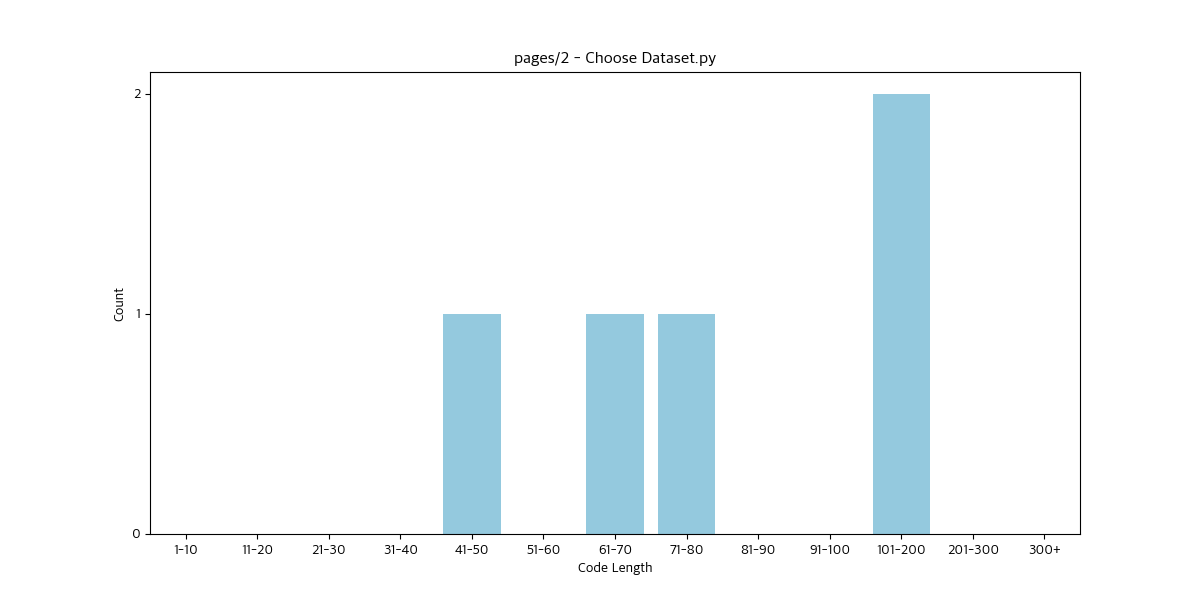 pages/2 - Choose Dataset.py
Count
2
1
0
1-10 11-20 21-30 31-40 41-50 51-60 61-70 71-80 81-90 91-100 101-200 201-300 300+
Code Length